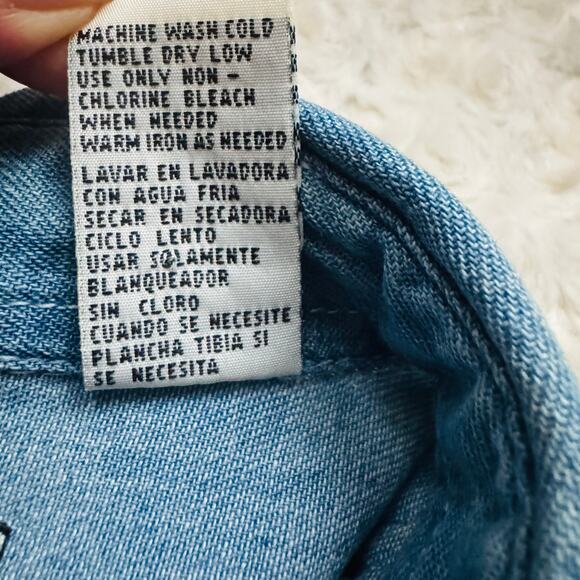 MACHINE WASH COLD
TUMBLE DRY LOW
USE ONLY NON -
CHLORINE BLEACH
WHEN NEEDED
WARM IRON AS NEEDED
LAVAR EN LAVADORA
CON AGUA FRIA
SECAR EN SECADORA
CICLO LENTO
USAR SOLAMENTE
BLANQUEADOR
SIN CLORO
CUANDO SE NECESITE
PLANCHA TIBIA SI
SE NECESITA